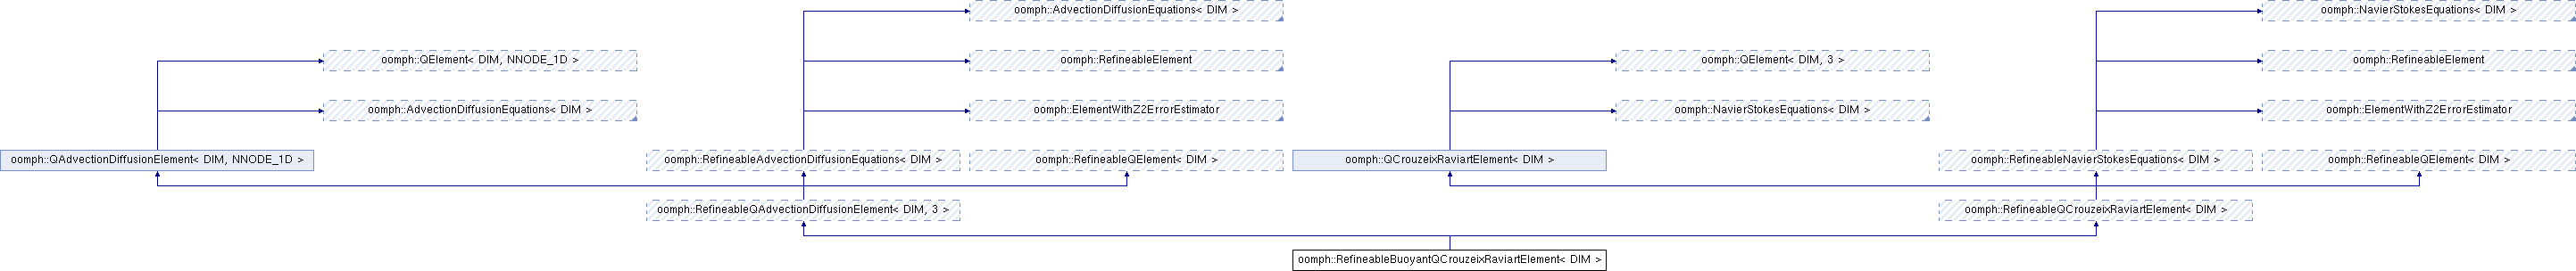 oomph::AdvectionDiffusionEquations< DIM >
oomph::NavierStokesEquations< DIM >
oomph::QElement< DIM, NNODE_1D >
oomph::RefineableElement
oomph::QElement< DIM, 3 >
oomph::RefineableElement
oomph::AdvectionDiffusionEquations< DIM >
oomph::ElementWithZ2ErrorEstimator
oomph::NavierStokesEquations< DIM >
oomph::ElementWithZ2ErrorEstimator
oomph::QAdvectionDiffusionElement< DIM, NNODE_1D >
oomph::RefineableAdvectionDiffusionEquations< DIM >
oomph::RefineableQElement< DIM >
oomph::QCrouzeixRaviartElement< DIM >
oomph::RefineableNavierStokesEquations< DIM >
oomph::RefineableQElement< DIM >
oomph::RefineableQAdvectionDiffusionElement< DIM, 3 >
oomph::RefineableQCrouzeixRaviartElement< DIM >
oomph::RefineableBuoyantQCrouzeixRaviartElement< DIM >